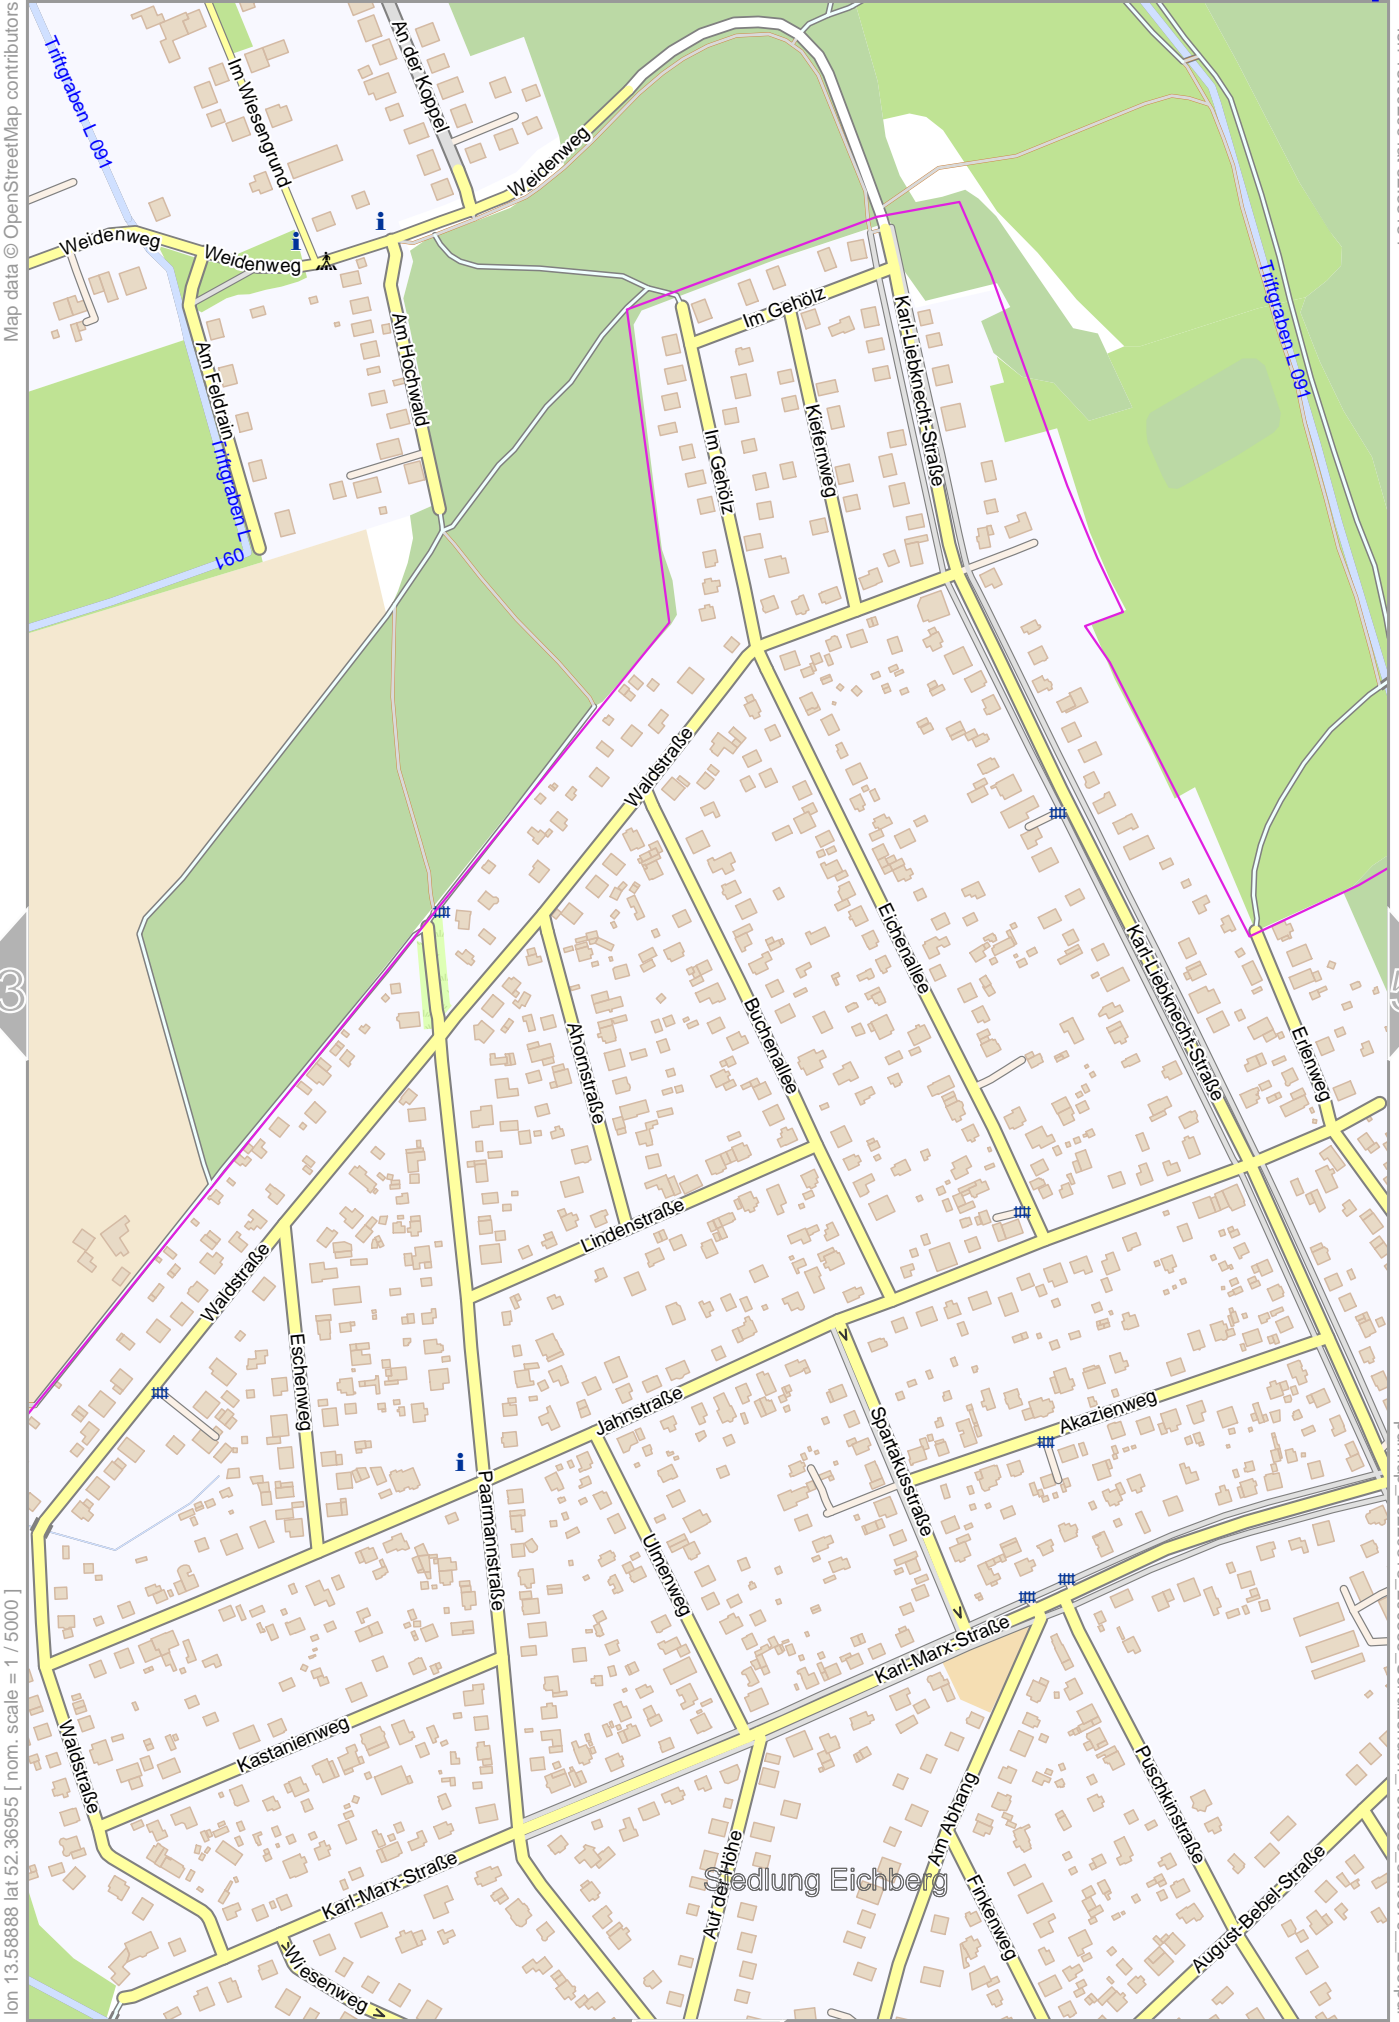 Map data © OpenStreetMap contributors
Triftgraben L 091
Im Wiesengrund
An der Koppel
Weidenweg
Weidenweg
Weidenweg
Am Feldrain
Triftgraben L 091
Am Hochwald
Im Gehölz
Im Gehölz
Kiefernweg
Karl-Liebknecht-Straße
Triftgraben L 091
Waldstraße
Eichenallee
Buchenallee
Ahornstraße
Karl-Liebknecht-Straße
Erlenweg
3
Lindenstraße
Waldstraße
Eschenweg
Jahnstraße
Spartakusstraße
Akazienweg
Paarmannstraße
Ulmenweg
Karl-Marx-Straße
Waldstraße
Kastanienweg
Karl-Marx-Straße
Am Abhang
Puschkinstraße
Siedlung Eichberg
Auf der Höhe
Finkenweg
August-Bebel-Straße
Wiesenweg
lon 13.58888 lat 52.36955 [ nom. scale = 1 / 5000 ]